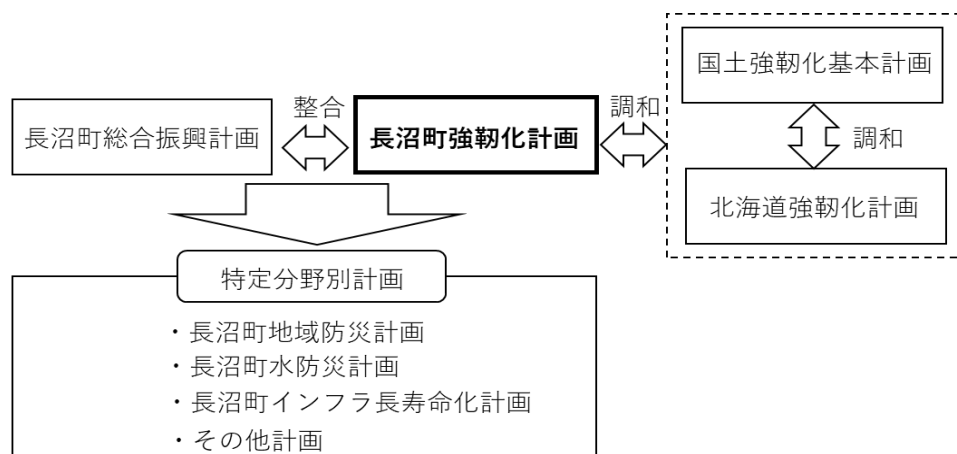 国土強靭化基本計画
整合
調和
長沼町総合振興計画
長沼町強靭化計画
調和
北海道強靭化計画
特定分野別計画
・長沼町地域防災計画
・長沼町水防災計画
・長沼町インフラ長寿命化計画
・その他計画